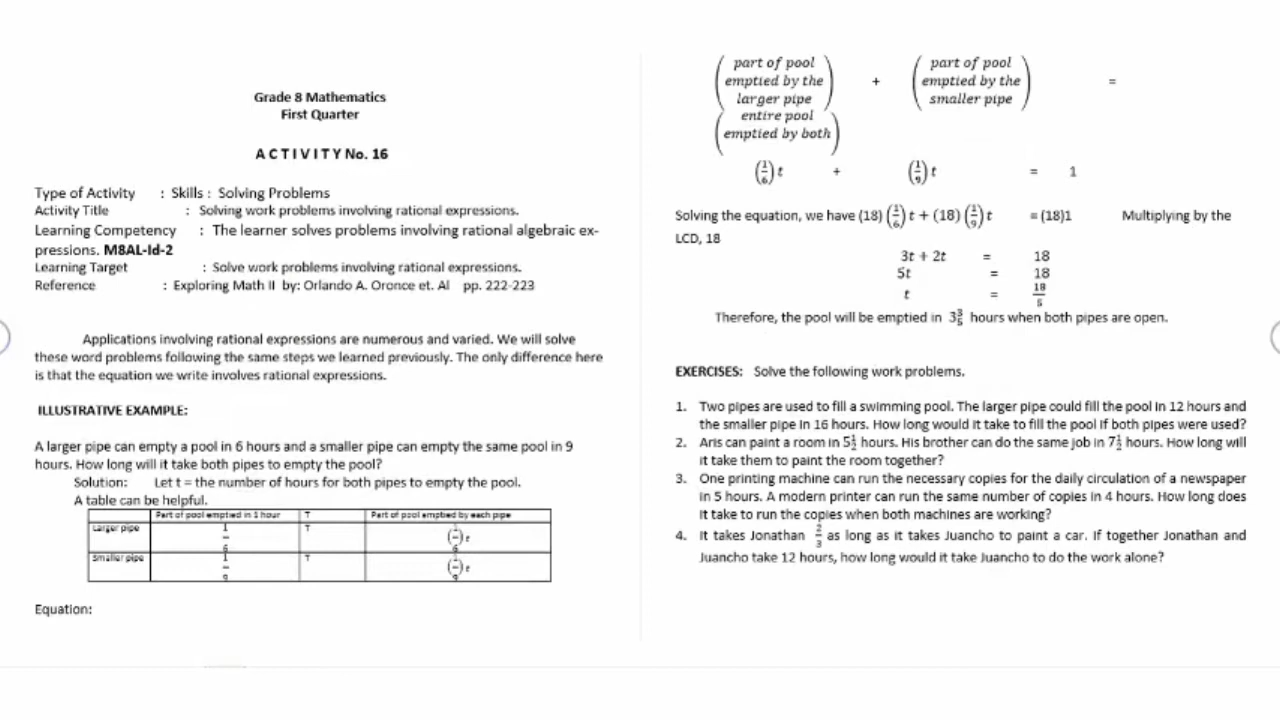 Grade 8 Mathematics
First Quarter
A C T I V I T Y No. 16
Type of Activity : Skills : Solving Problems
Activity Title : Solving work problems involving rational expressions.
Learning Competency : The learner solves problems involving rational algebraic ex-
pressions. M8AL-Id-2
Learning Target : Solve work problems involving rational expressions.
Reference : Exploring Math II by: Orlando A. Oronce et. Al pp. 222-223
Applications involving rational expressions are numerous and varied. We will solve
these word problems following the same steps we learned previously. The only difference here
is that the equation we write involves rational expressions.
ILLUSTRATIVE EXAMPLE:
A larger pipe can empty a pool in 6 hours and a smaller pipe can empty the same pool in 9
hours. How long will it take both pipes to empty the pool?
Solution: Let t = the number of hours for both pipes to empty the pool.
A table can be helpful.
Part of pool emptied in 1 hour T Part of pool emptied by each pipe
Larger pipe 1/6 T (1/6) t
Smaller pipe 1/9 T (1/9) t
Equation:
(part of pool emptied by the larger pipe) + (part of pool emptied by the smaller pipe) =
(entire pool emptied by both)
(1/6) t + (1/9) t = 1
Solving the equation, we have (18) (1/6) t + (18) (1/9) t = (18)1 Multiplying by the
LCD, 18
3t + 2t = 18
5t = 18
t = 18/5
Therefore, the pool will be emptied in 3 3/5 hours when both pipes are open.
EXERCISES: Solve the following work problems.
1. Two pipes are used to fill a swimming pool. The larger pipe could fill the pool in 12 hours and
the smaller pipe in 16 hours. How long would it take to fill the pool if both pipes were used?
2. Aris can paint a room in 5 1/2 hours. His brother can do the same job in 7 1/2 hours. How long will
it take them to paint the room together?
3. One printing machine can run the necessary copies for the daily circulation of a newspaper
in 5 hours. A modern printer can run the same number of copies in 4 hours. How long does
it take to run the copies when both machines are working?
4. It takes Jonathan 2/3 as long as it takes Juancho to paint a car. If together Jonathan and
Juancho take 12 hours, how long would it take Juancho to do the work alone?